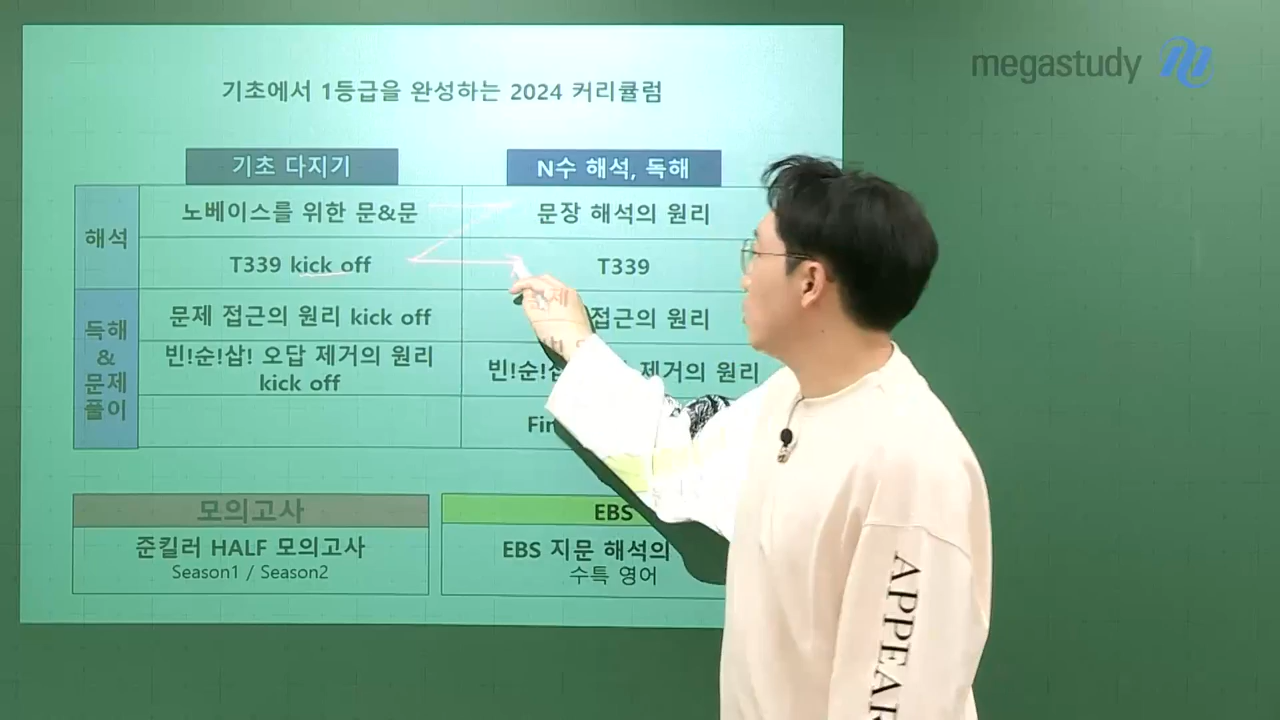 megastudy
기초에서 1등급을 완성하는 2024 커리큘럼
기초 다지기
N수 해석, 독해
해석
노베이스를 위한 문&문
문장 해석의 원리
T339 kick off
T339
독해
&
문제
풀이
문제 접근의 원리 kick off
접근의 원리
빈!순!삽! 오답 제거의 원리
kick off
빈!순! 제거의 원리
모의고사
준킬러 HALF 모의고사
Season1 / Season2
EBS
EBS 지문 해석의
수특 영어
APPEAR